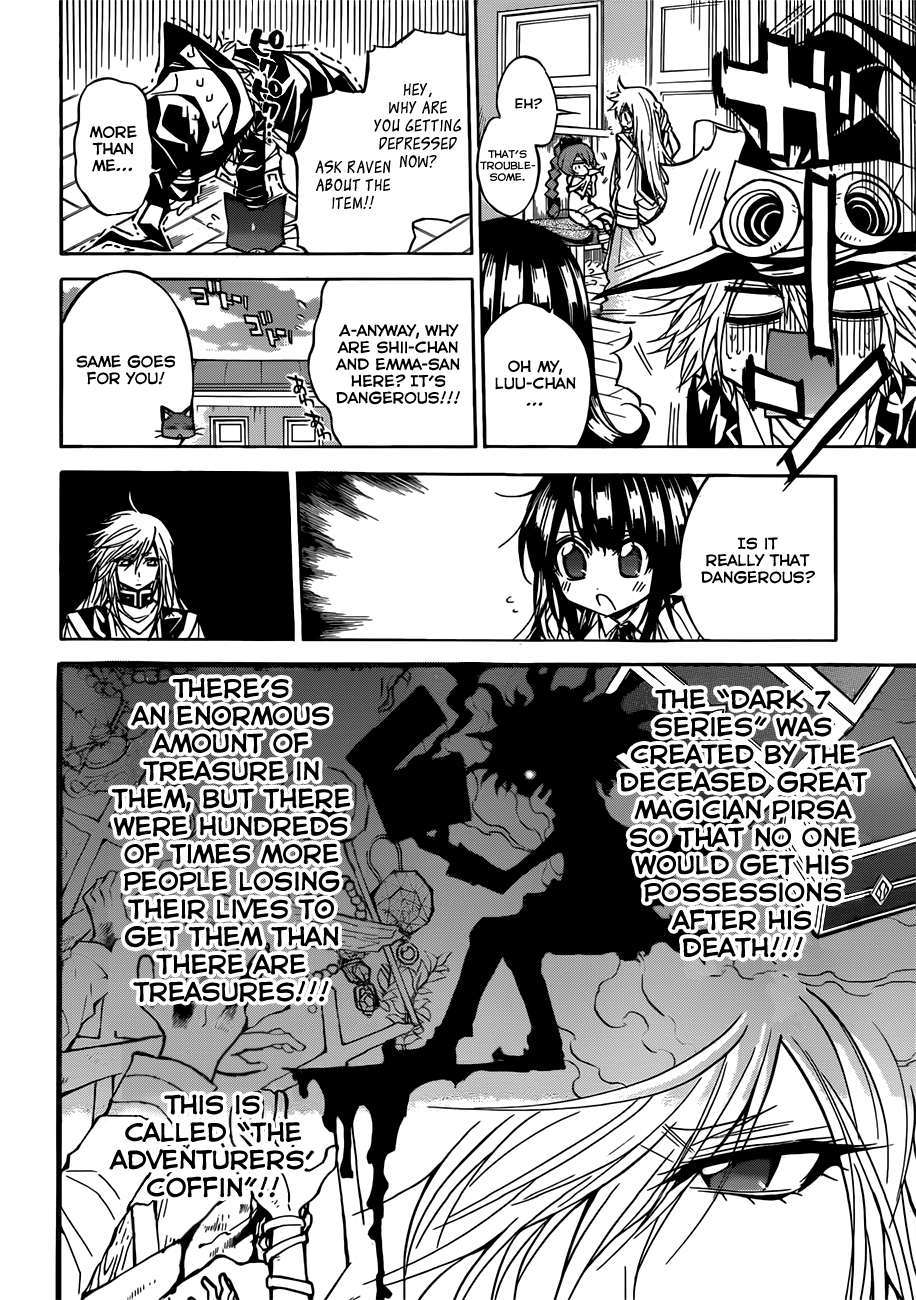 EH?
THAT'S
TROUBLE-
SOME.
OH MY,
LUU-CHAN
...
HEY,
WHY ARE
YOU GETTING
DEPRESSED
NOW?
ASK RAVEN
ABOUT THE
ITEM!!
MORE
THAN
ME...
A-ANYWAY, WHY
ARE SHII-CHAN
AND EMMA-SAN
HERE? IT'S
DANGEROUS!!!
SAME GOES
FOR YOU!
IS IT
REALLY THAT
DANGEROUS?
THE "DARK 7
SERIES" WAS
CREATED BY THE
DECEASED GREAT
MAGICIAN PIRSA
SO THAT NO ONE
WOULD GET HIS
POSSESSIONS
AFTER HIS
DEATH!!!
THERE'S
AN ENORMOUS
AMOUNT OF
TREASURE IN
THEM, BUT THERE
WERE HUNDREDS
OF TIMES MORE
PEOPLE LOSING
THEIR LIVES TO
GET THEM THAN
THERE ARE
TREASURES!!!
THIS IS
CALLED "THE
ADVENTURERS'
COFFIN"!!